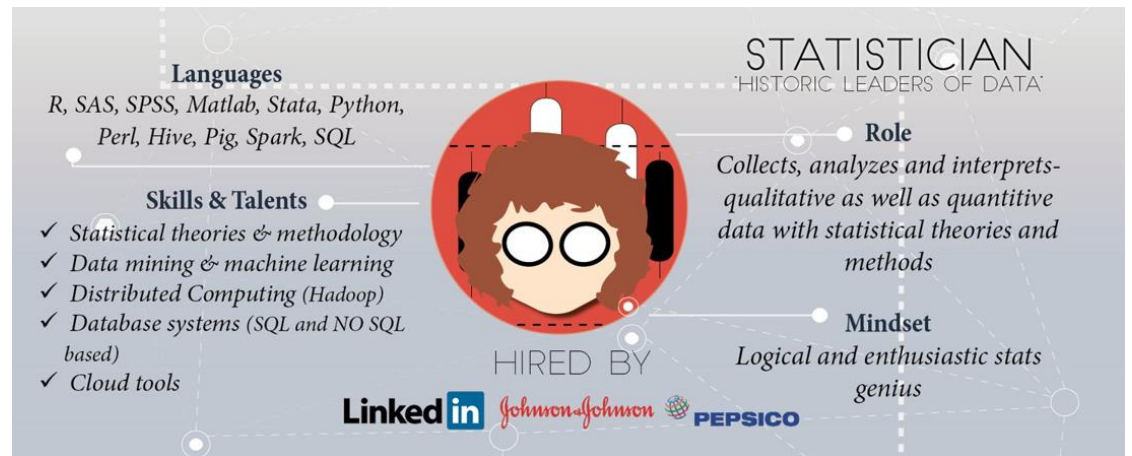 STATISTICIAN
'HISTORIC LEADERS OF DATA'
Languages
R, SAS, SPSS, Matlab, Stata, Python,
Perl, Hive, Pig, Spark, SQL
Skills & Talents
✓ Statistical theories & methodology
✓ Data mining & machine learning
✓ Distributed Computing (Hadoop)
✓ Database systems (SQL and NO SQL
based)
✓ Cloud tools
Role
Collects, analyzes and interprets-
qualitative as well as quantitive
data with statistical theories and
methods
Mindset
Logical and enthusiastic stats
genius
HIRED BY
Linked in Johnson & Johnson PEPSICO